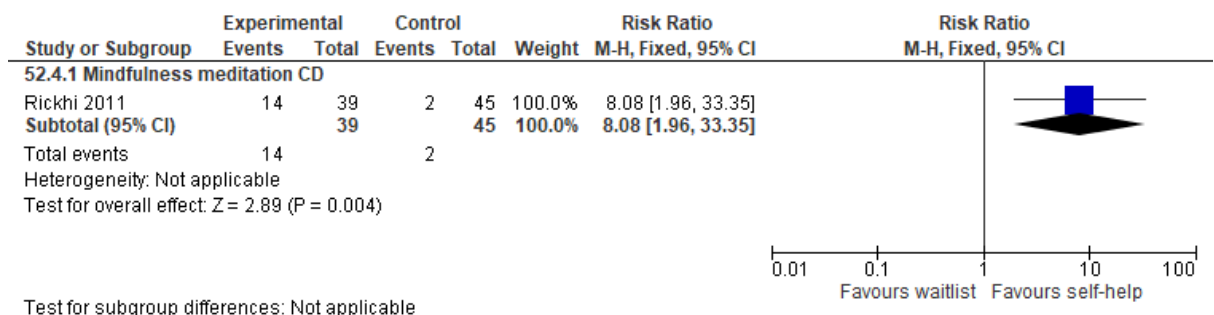 Experimental Control Risk Ratio Risk Ratio
Study or Subgroup Events Total Events Total Weight M-H, Fixed, 95% CI M-H, Fixed, 95% CI
52.4.1 Mindfulness meditation CD
Rickhi 2011 14 39 2 45 100.0% 8.08 [1.96, 33.35]
Subtotal (95% CI) 39 45 100.0% 8.08 [1.96, 33.35]
Total events 14 2
Heterogeneity: Not applicable
Test for overall effect: Z = 2.89 (P = 0.004)
0.01 0.1 1 10 100
Favours waitlist Favours self-help
Test for subgroup differences: Not applicable